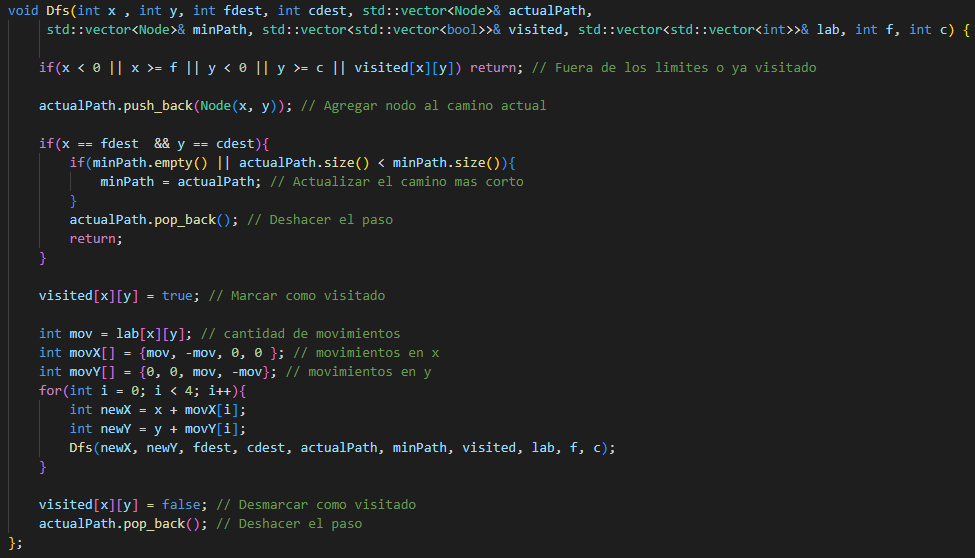 void Dfs(int x , int y, int fdest, int cdest, std::vector<Node>& actualPath,
std::vector<Node>& minPath, std::vector<std::vector<bool>>& visited, std::vector<std::vector<int>>& lab, int f, int c) {
if(x < 0 || x >= f || y < 0 || y >= c || visited[x][y]) return; // Fuera de los limites o ya visitado
actualPath.push_back(Node(x, y)); // Agregar nodo al camino actual
if(x == fdest  && y == cdest){
if(minPath.empty() || actualPath.size() < minPath.size()){
minPath = actualPath; // Actualizar el camino mas corto
}
actualPath.pop_back(); // Deshacer el paso
return;
}
visited[x][y] = true; // Marcar como visitado
int mov = lab[x][y]; // cantidad de movimientos
int movX[] = {mov, -mov, 0, 0 }; // movimientos en x
int movY[] = {0, 0, mov, -mov}; // movimientos en y
for(int i = 0; i < 4; i++){
int newX = x + movX[i];
int newY = y + movY[i];
Dfs(newX, newY, fdest, cdest, actualPath, minPath, visited, lab, f, c);
}
visited[x][y] = false; // Desmarcar como visitado
actualPath.pop_back(); // Deshacer el paso
};